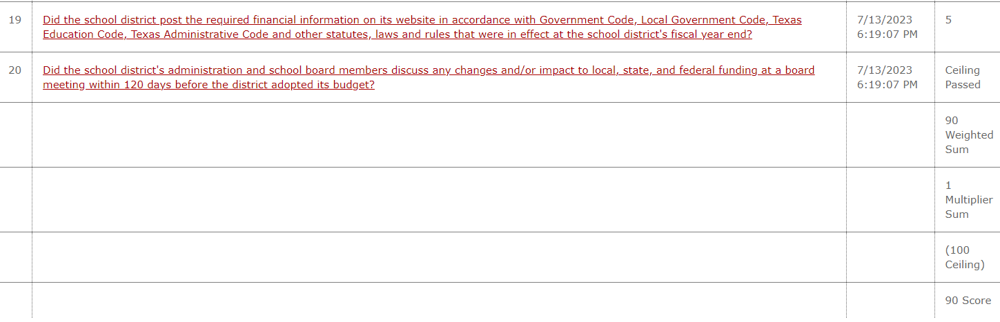 19
Did the school district post the required financial information on its website in accordance with Government Code, Local Government Code, Texas
Education Code, Texas Administrative Code and other statutes, laws and rules that were in effect at the school district's fiscal year end?
7/13/2023
6:19:07 PM
5
20
Did the school district's administration and school board members discuss any changes and/or impact to local, state, and federal funding at a board
meeting within 120 days before the district adopted its budget?
7/13/2023
6:19:07 PM
Ceiling
Passed
90
Weighted
Sum
1
Multiplier
Sum
(100
Ceiling)
90 Score